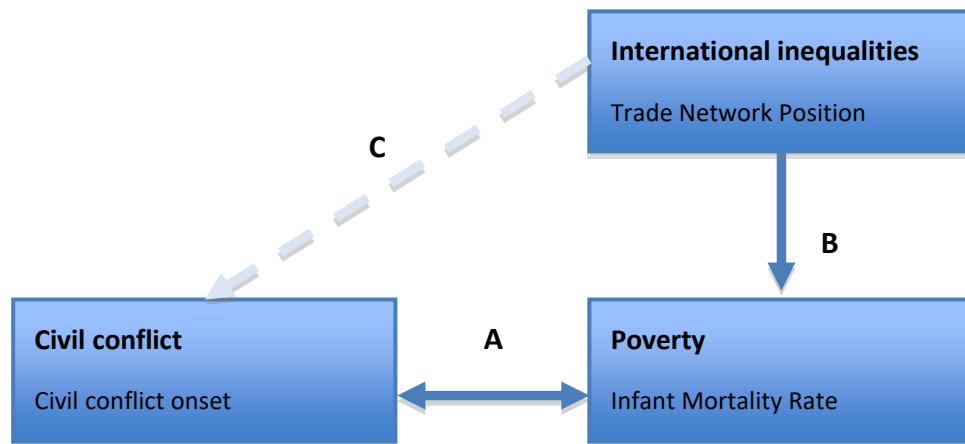 International inequalities
Trade Network Position
C
B
Civil conflict
Civil conflict onset
A
Poverty
Infant Mortality Rate